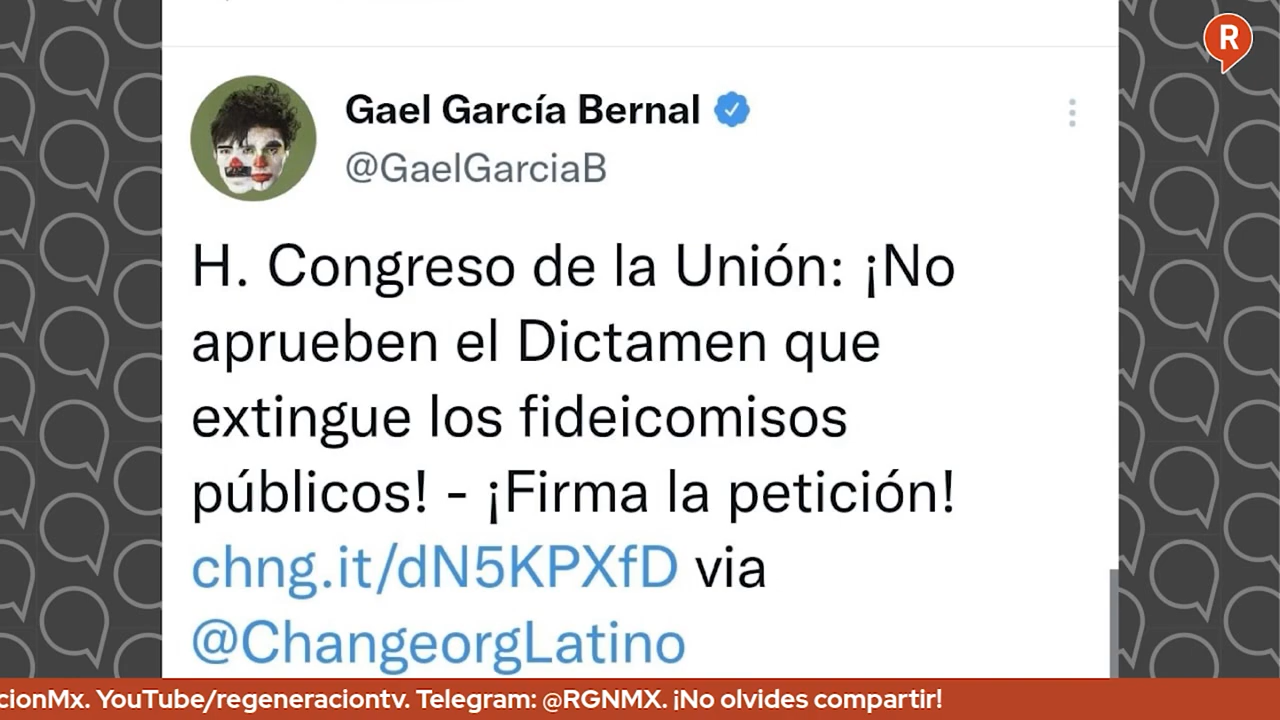 R
Gael García Bernal
@GaelGarciaB
H. Congreso de la Unión: ¡No
aprueben el Dictamen que
extingue los fideicomisos
públicos! - ¡Firma la petición!
chng.it/dN5KPXfD via
@ChangeorgLatino
cionMx. YouTube/regeneraciontv. Telegram: @RGNMX. ¡No olvides compartir!